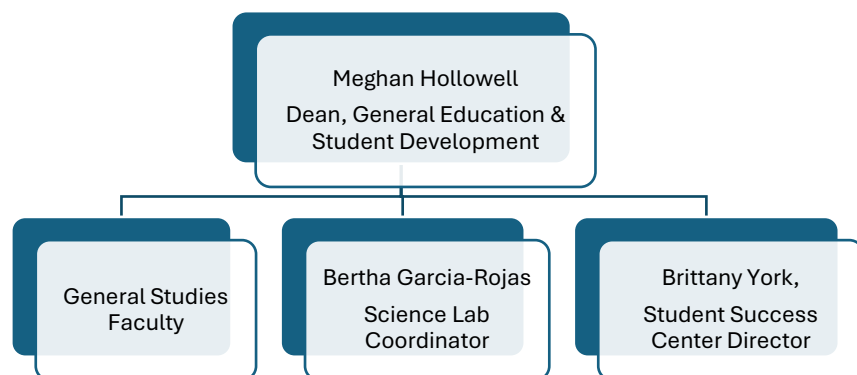 Meghan Hollowell
Dean, General Education &
Student Development
General Studies
Faculty
Bertha Garcia-Rojas
Science Lab
Coordinator
Brittany York,
Student Success
Center Director